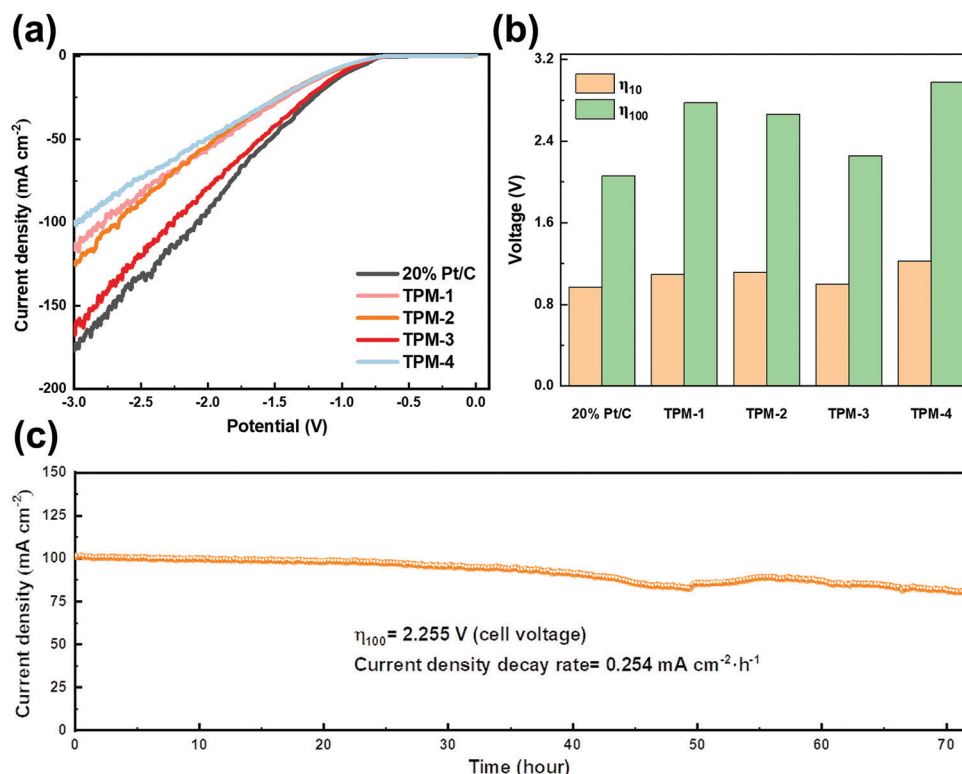 (a)
0
-50
-100
-150
-200
Current density (mA cm⁻²)
20% Pt/C
TPM-1
TPM-2
TPM-3
TPM-4
-3.0 -2.5 -2.0 -1.5 -1.0 -0.5 0.0
Potential (V)
(b)
3.2
2.4
1.6
0.8
0.0
Voltage (V)
η₁₀
η₁₀₀
20% Pt/C TPM-1 TPM-2 TPM-3 TPM-4
(c)
150
125
100
75
50
25
0
Current density (mA cm⁻²)
η₁₀₀= 2.255 V (cell voltage)
Current density decay rate= 0.254 mA cm⁻²·h⁻¹
0 10 20 30 40 50 60 70
Time (hour)